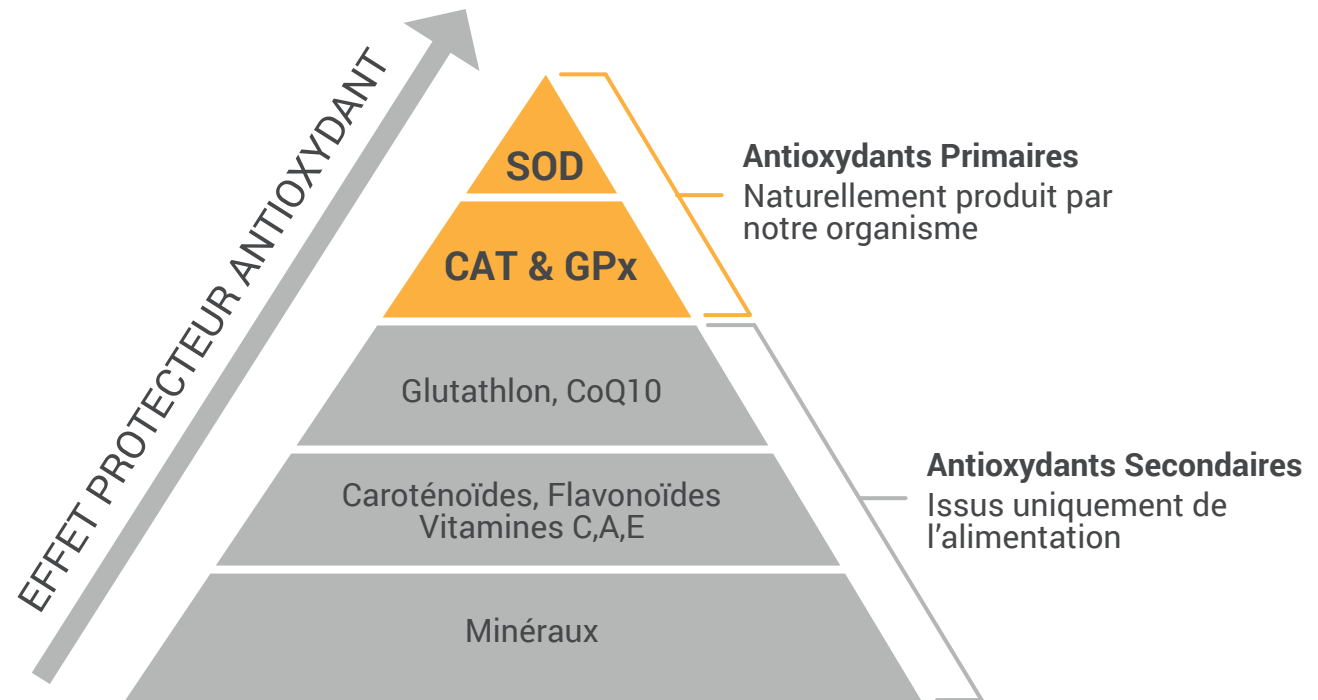 EFFET PROTECTEUR ANTIOXYDANT
SOD
CAT & GPx
Glutathlon, CoQ10
Caroténoïdes, Flavonoïdes
Vitamines C,A,E
Minéraux
Antioxydants Primaires
Naturellement produit par
notre organisme
Antioxydants Secondaires
Issus uniquement de
l’alimentation